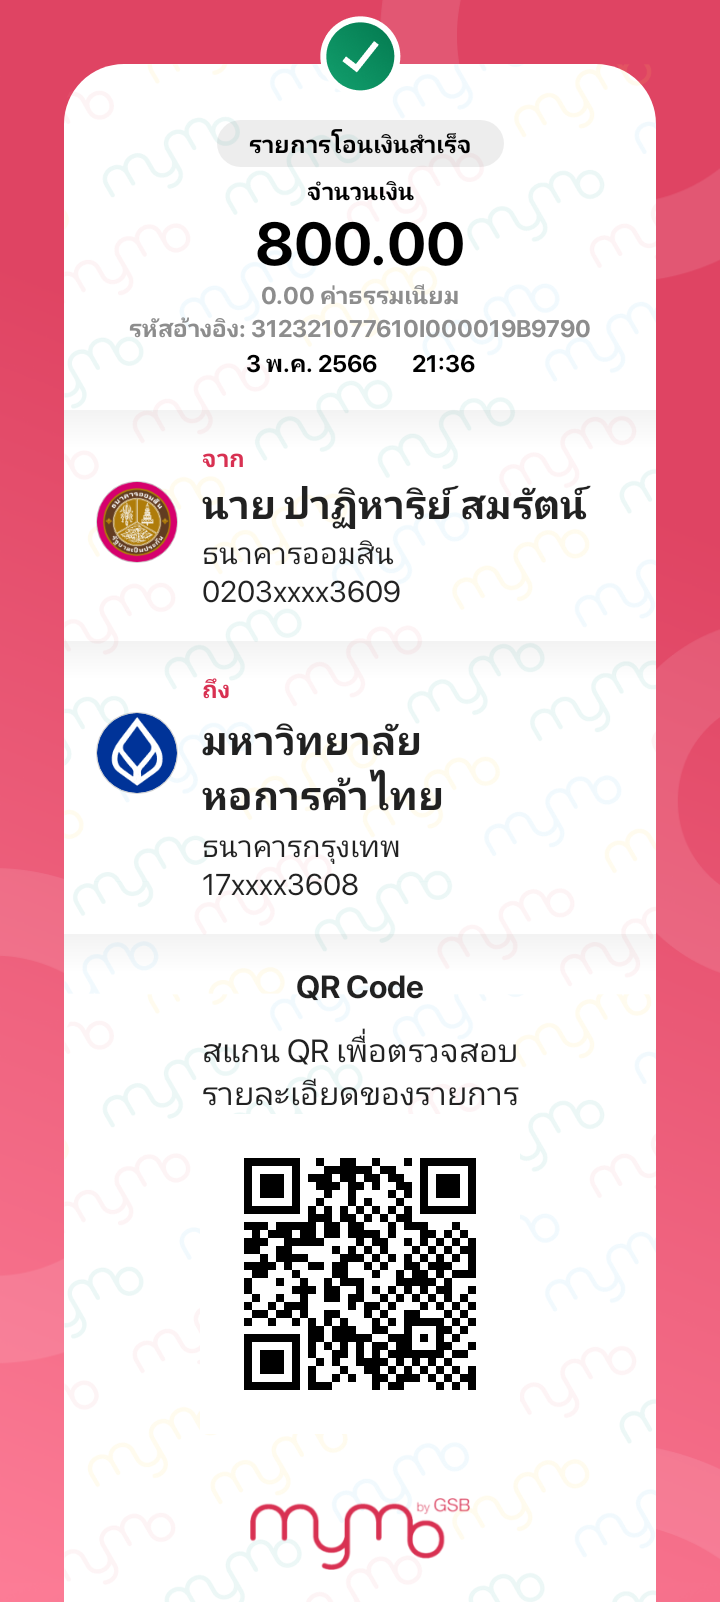 รายการโอนเงินสำเร็จ
จำนวนเงิน
800.00
0.00 ค่าธรรมเนียม
รหัสอ้างอิง: 312321077610I000019B9790
3 พ.ค. 2566 21:36
จาก
นาย ปาฏิหาริย์ สมรัตน์
ธนาคารออมสิน
0203xxxx3609
ถึง
มหาวิทยาลัย
หอการค้าไทย
ธนาคารกรุงเทพ
17xxxx3608
QR Code
สแกน QR เพื่อตรวจสอบ
รายละเอียดของรายการ
mymo by GSB